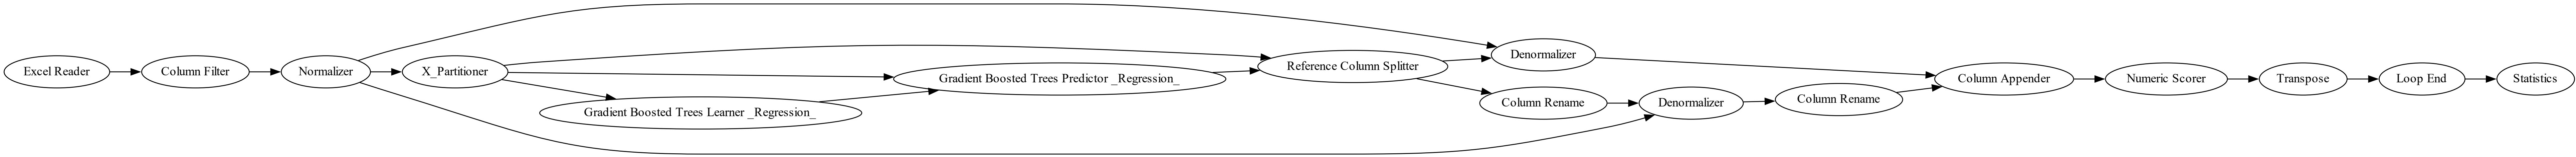 Excel Reader
Column Filter
Normalizer
X_Partitioner
Gradient Boosted Trees Learner _Regression_
Gradient Boosted Trees Predictor _Regression_
Reference Column Splitter
Denormalizer
Column Rename
Denormalizer
Column Rename
Column Appender
Numeric Scorer
Transpose
Loop End
Statistics